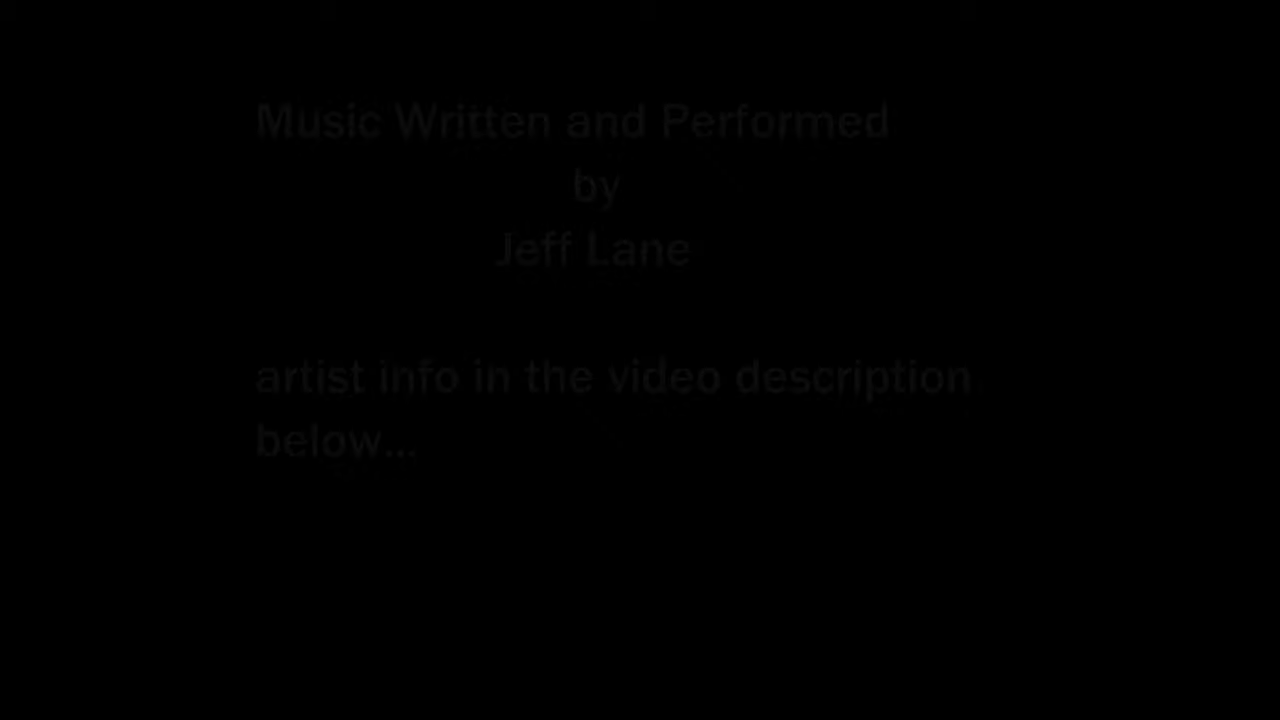 Music Written and Performed
by
Jeff Lane
artist info in the video description
below...